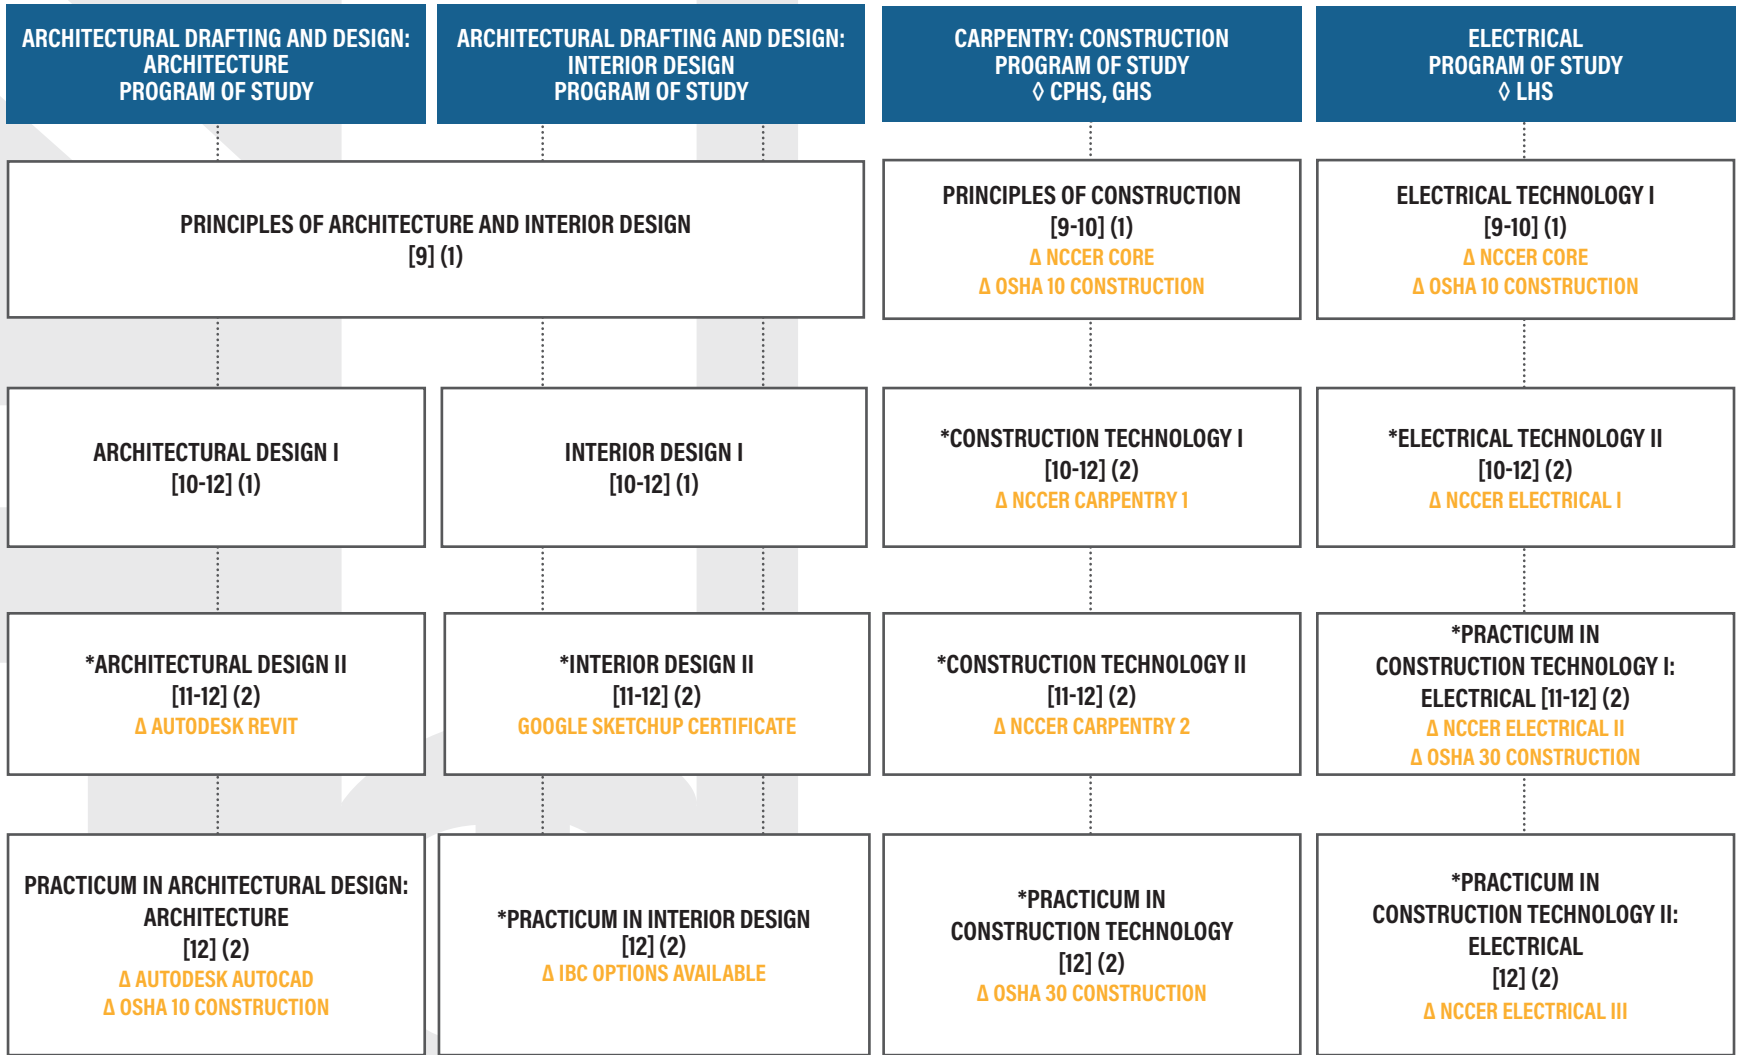 ARCHITECTURAL DRAFTING AND DESIGN:
ARCHITECTURE
PROGRAM OF STUDY
ARCHITECTURAL DRAFTING AND DESIGN:
INTERIOR DESIGN
PROGRAM OF STUDY
CARPENTRY: CONSTRUCTION
PROGRAM OF STUDY
◊ CPHS, GHS
ELECTRICAL
PROGRAM OF STUDY
◊ LHS
PRINCIPLES OF ARCHITECTURE AND INTERIOR DESIGN
[9] (1)
PRINCIPLES OF CONSTRUCTION
[9-10] (1)
Δ NCCER CORE
Δ OSHA 10 CONSTRUCTION
ELECTRICAL TECHNOLOGY I
[9-10] (1)
Δ NCCER CORE
Δ OSHA 10 CONSTRUCTION
ARCHITECTURAL DESIGN I
[10-12] (1)
INTERIOR DESIGN I
[10-12] (1)
*CONSTRUCTION TECHNOLOGY I
[10-12] (2)
Δ NCCER CARPENTRY 1
*ELECTRICAL TECHNOLOGY II
[10-12] (2)
Δ NCCER ELECTRICAL I
*ARCHITECTURAL DESIGN II
[11-12] (2)
Δ AUTODESK REVIT
*INTERIOR DESIGN II
[11-12] (2)
GOOGLE SKETCHUP CERTIFICATE
*CONSTRUCTION TECHNOLOGY II
[11-12] (2)
Δ NCCER CARPENTRY 2
*PRACTICUM IN
CONSTRUCTION TECHNOLOGY I:
ELECTRICAL [11-12] (2)
Δ NCCER ELECTRICAL II
Δ OSHA 30 CONSTRUCTION
PRACTICUM IN ARCHITECTURAL DESIGN:
ARCHITECTURE
[12] (2)
Δ AUTODESK AUTOCAD
Δ OSHA 10 CONSTRUCTION
*PRACTICUM IN INTERIOR DESIGN
[12] (2)
Δ IBC OPTIONS AVAILABLE
*PRACTICUM IN
CONSTRUCTION TECHNOLOGY
[12] (2)
Δ OSHA 30 CONSTRUCTION
*PRACTICUM IN
CONSTRUCTION TECHNOLOGY II:
ELECTRICAL
[12] (2)
Δ NCCER ELECTRICAL III